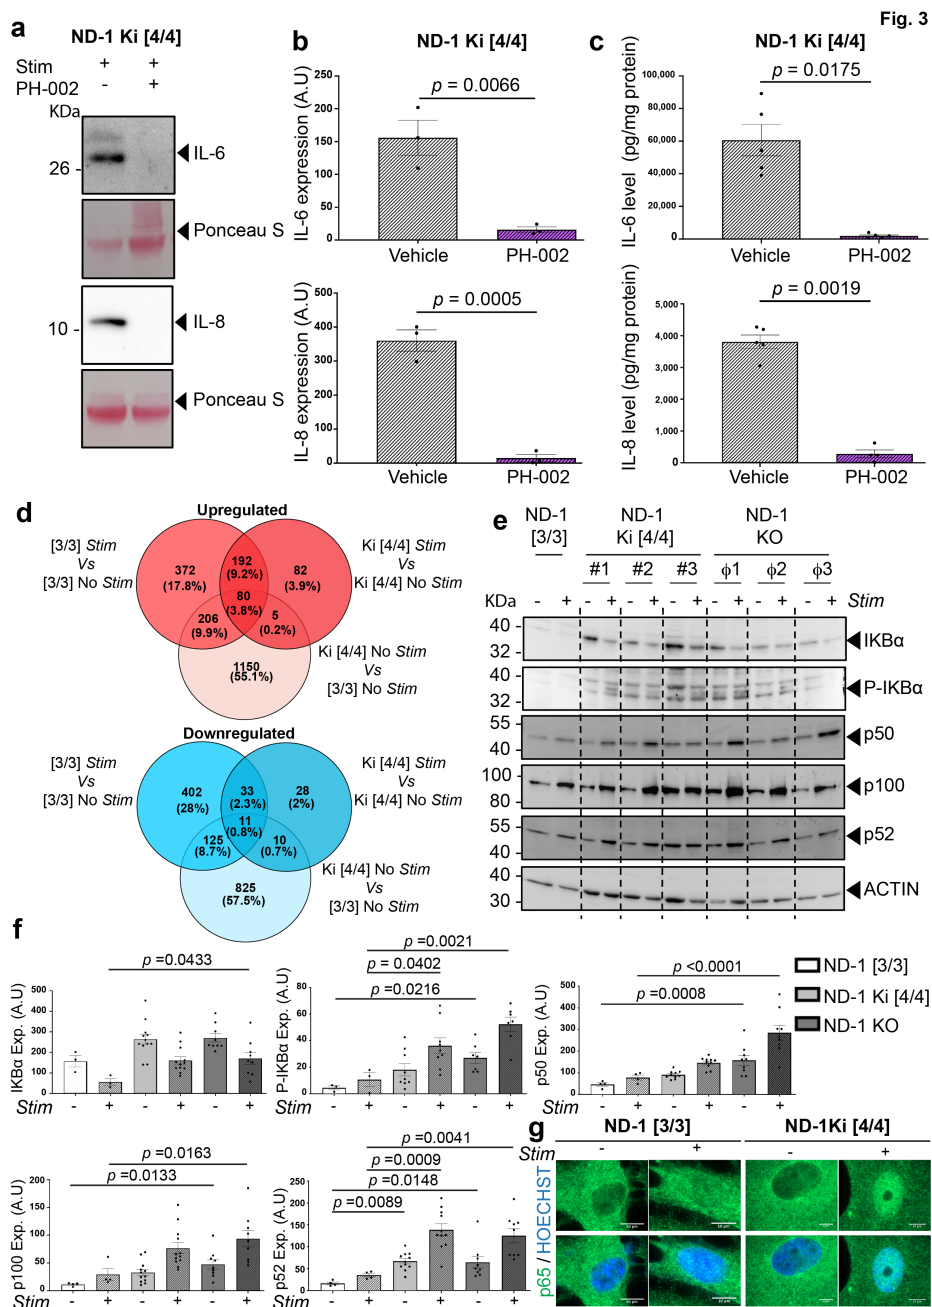 Fig. 3
a
ND-1 Ki [4/4]
Stim + +
PH-002 - +
KDa
26 -
IL-6
Ponceau S
10 -
IL-8
Ponceau S
b
ND-1 Ki [4/4]
IL-6 expression (A.U)
250
200
150
100
50
0
p = 0.0066
Vehicle PH-002
IL-8 expression (A.U)
500
400
300
200
100
0
p = 0.0005
Vehicle PH-002
c
ND-1 Ki [4/4]
IL-6 level (pg/mg protein)
100,000
80,000
60,000
40,000
20,000
0
p = 0.0175
Vehicle PH-002
IL-8 level (pg/mg protein)
5,000
4,000
3,000
2,000
1,000
0
p = 0.0019
Vehicle PH-002
d
Upregulated
[3/3] Stim
Vs
[3/3] No Stim
Ki [4/4] Stim
Vs
Ki [4/4] No Stim
372
(17.8%)
192
(9.2%)
82
(3.9%)
80
(3.8%)
206
(9.9%)
5
(0.2%)
1150
(55.1%)
Ki [4/4] No Stim
Vs
[3/3] No Stim
Downregulated
[3/3] Stim
Vs
[3/3] No Stim
Ki [4/4] Stim
Vs
Ki [4/4] No Stim
402
(28%)
33
(2.3%)
28
(2%)
11
(0.8%)
125
(8.7%)
10
(0.7%)
825
(57.5%)
Ki [4/4] No Stim
Vs
[3/3] No Stim
e
ND-1
[3/3]
ND-1
Ki [4/4]
ND-1
KO
#1 #2 #3 ϕ1 ϕ2 ϕ3
KDa - + - + - + - + - + - + - + Stim
40 -
32 -
IKBα
40 -
32 -
P-IKBα
55 -
40 -
p50
100 -
80 -
p100
55 -
40 -
p52
40 -
30 -
ACTIN
f
IKBα Exp. (A.U)
500
400
300
200
100
0
p =0.0433
Stim - + - + - +
P-IKBα Exp. (A.U)
80
60
40
20
0
p =0.0021
p = 0.0402
p =0.0216
Stim - + - + - +
p50 Exp. (A.U)
500
400
300
200
100
0
p <0.0001
p =0.0008
Stim - + - + - +
ND-1 [3/3]
ND-1 Ki [4/4]
ND-1 KO
p100 Exp. (A.U)
200
150
100
50
0
p =0.0163
p =0.0133
Stim - + - + - +
p52 Exp. (A.U)
250
200
150
100
50
0
p =0.0041
p =0.0009
p =0.0148
p =0.0089
Stim - + - + - +
g
ND-1 [3/3] ND-1Ki [4/4]
Stim - + - +
p65 / HOECHST